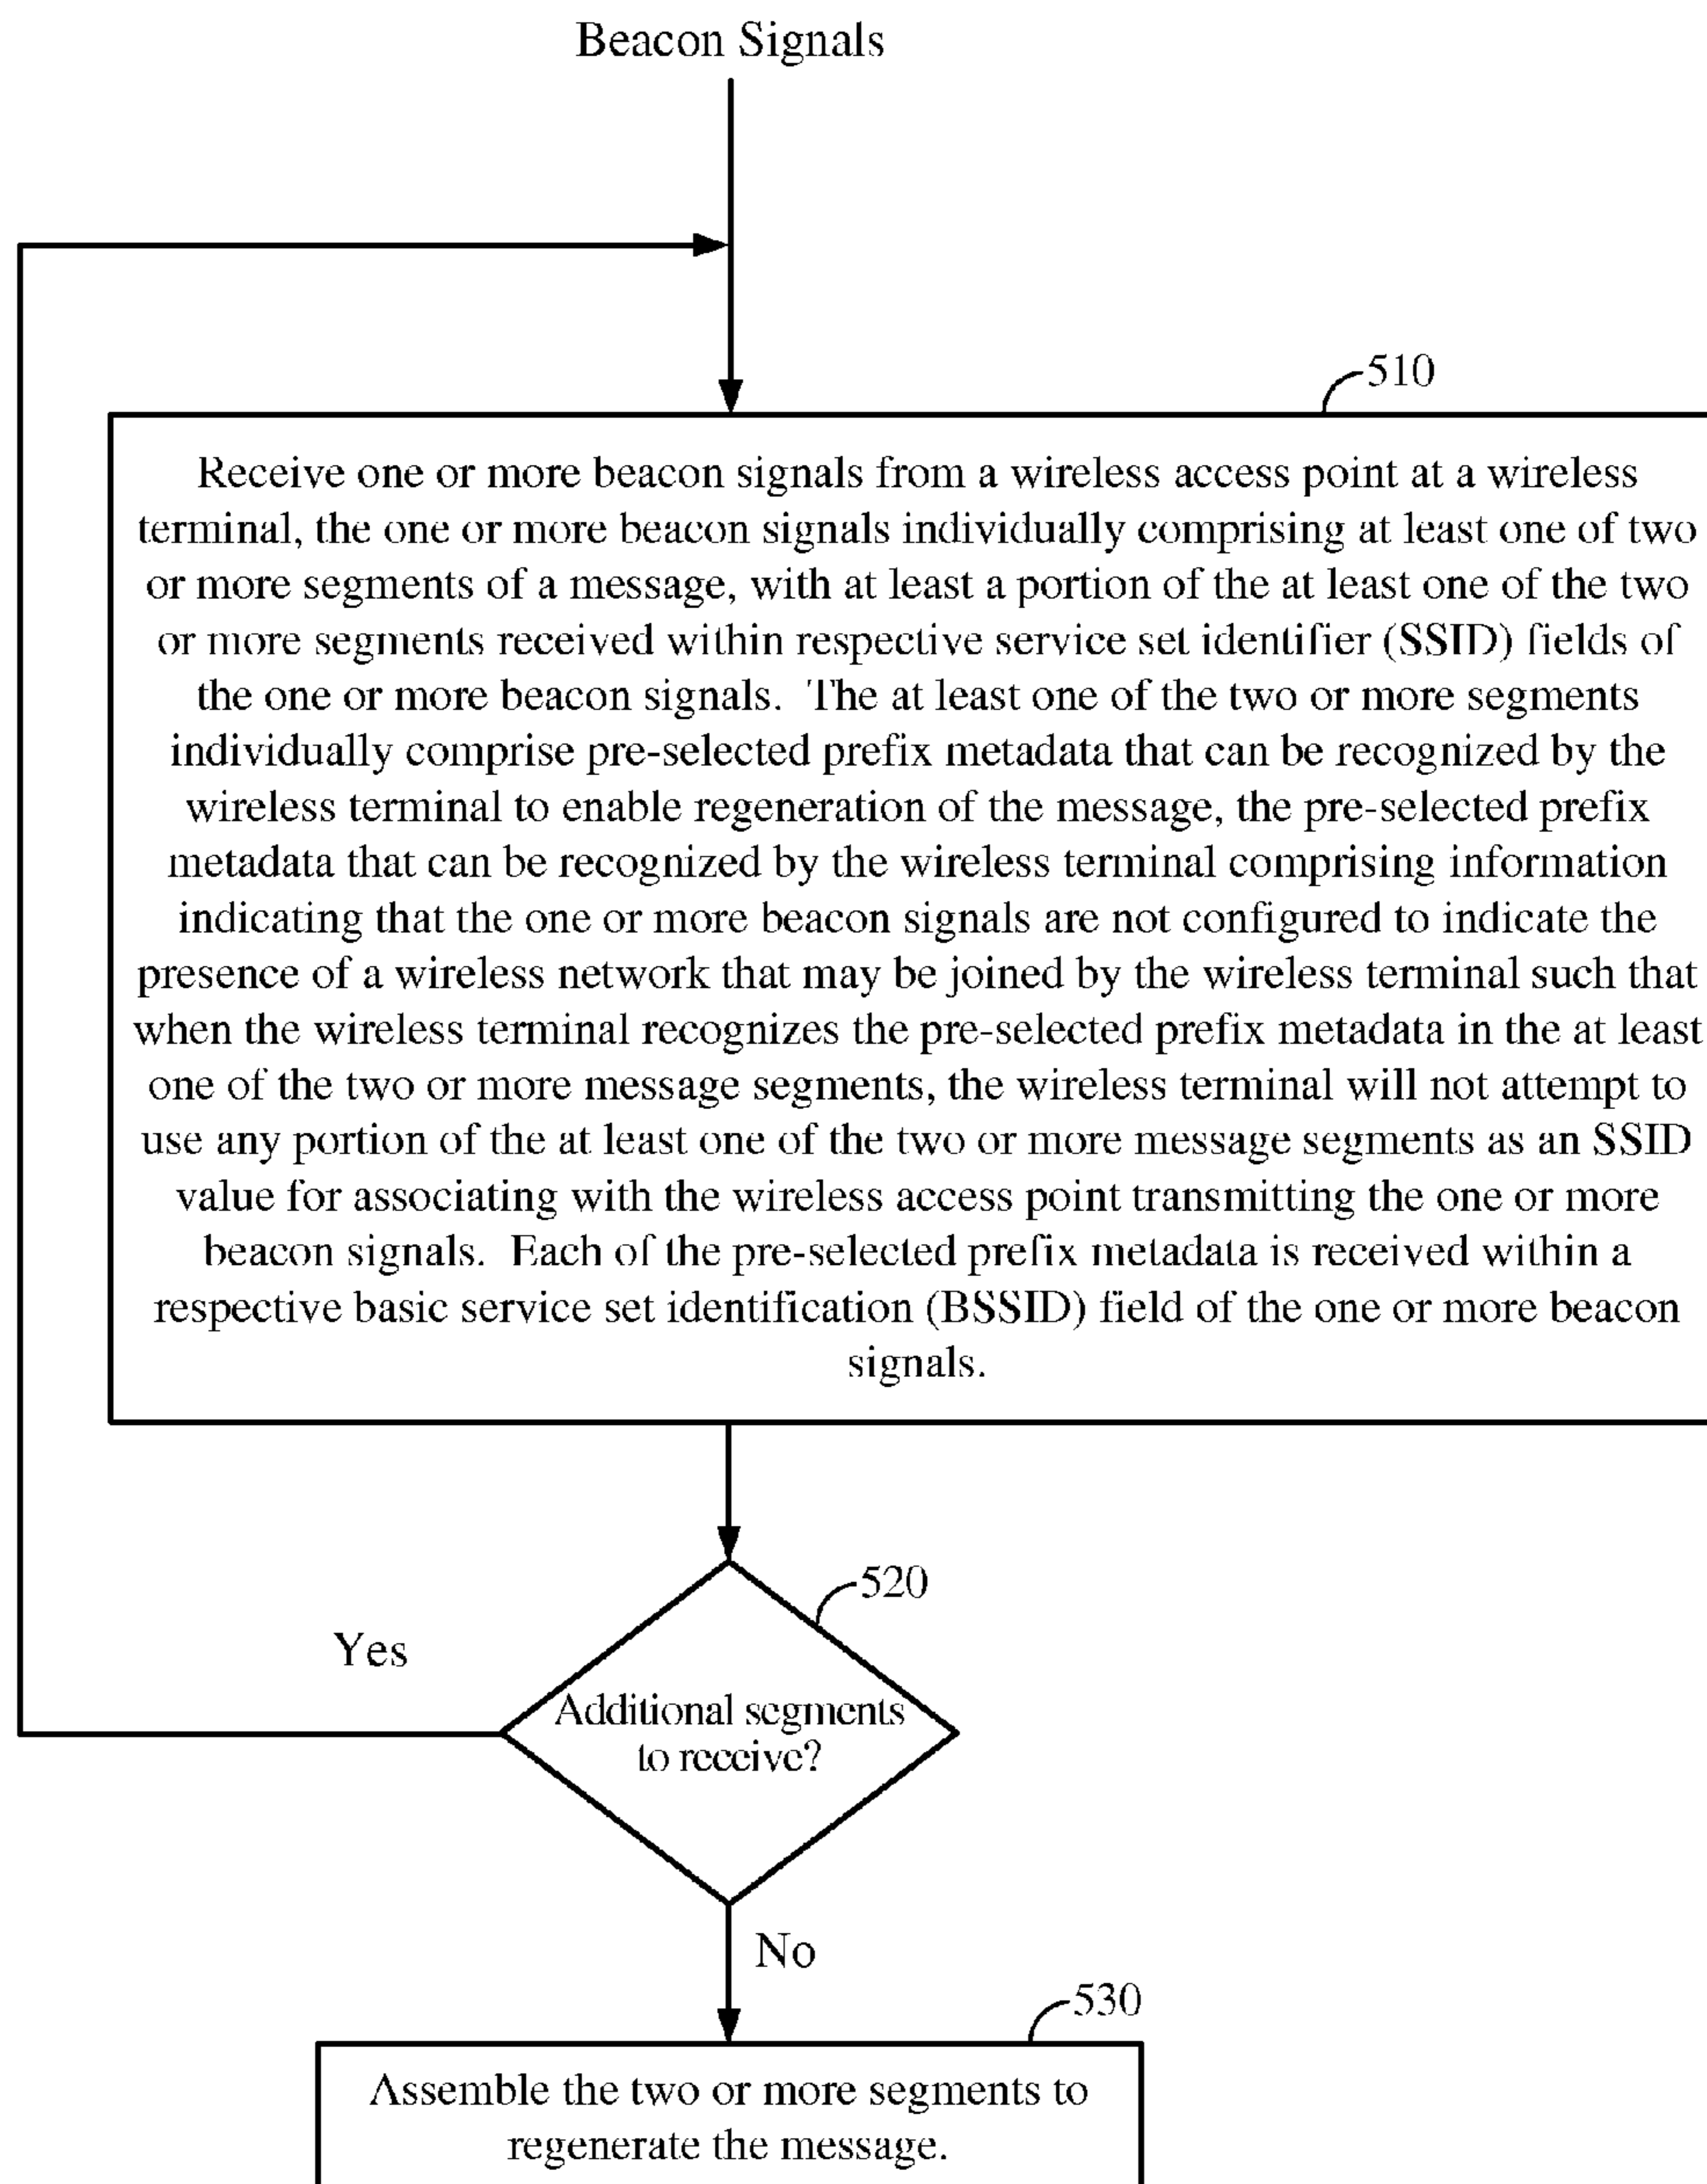 Beacon Signals
510
Receive one or more beacon signals from a wireless access point at a wireless
terminal, the one or more beacon signals individually comprising at least one of two
or more segments of a message, with at least a portion of the at least one of the two
or more segments received within respective service set identifier (SSID) fields of
the one or more beacon signals.  The at least one of the two or more segments
individually comprise pre-selected prefix metadata that can be recognized by the
wireless terminal to enable regeneration of the message, the pre-selected prefix
metadata that can be recognized by the wireless terminal comprising information
indicating that the one or more beacon signals are not configured to indicate the
presence of a wireless network that may be joined by the wireless terminal such that
when the wireless terminal recognizes the pre-selected prefix metadata in the at least
one of the two or more message segments, the wireless terminal will not attempt to
use any portion of the at least one of the two or more message segments as an SSID
value for associating with the wireless access point transmitting the one or more
beacon signals.  Each of the pre-selected prefix metadata is received within a
respective basic service set identification (BSSID) field of the one or more beacon
signals.
520
Yes
Additional segments
to receive?
No
530
Assemble the two or more segments to
regenerate the message.